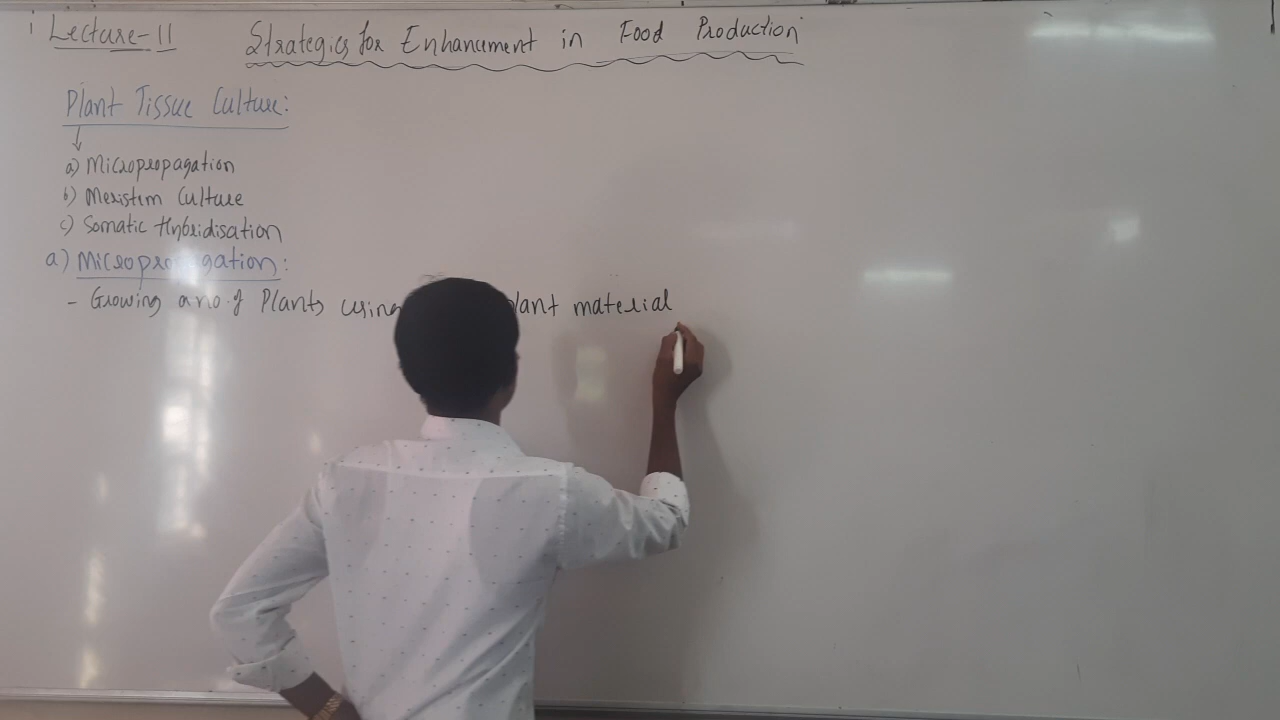 Lecture-11 Strategies for Enhancement in Food Production
Plant Tissue Culture:
a) Micropropagation
b) Meristem Culture
c) Somatic Hybridisation
a) Micropropagation:
- Growing a no. of Plants using plant material